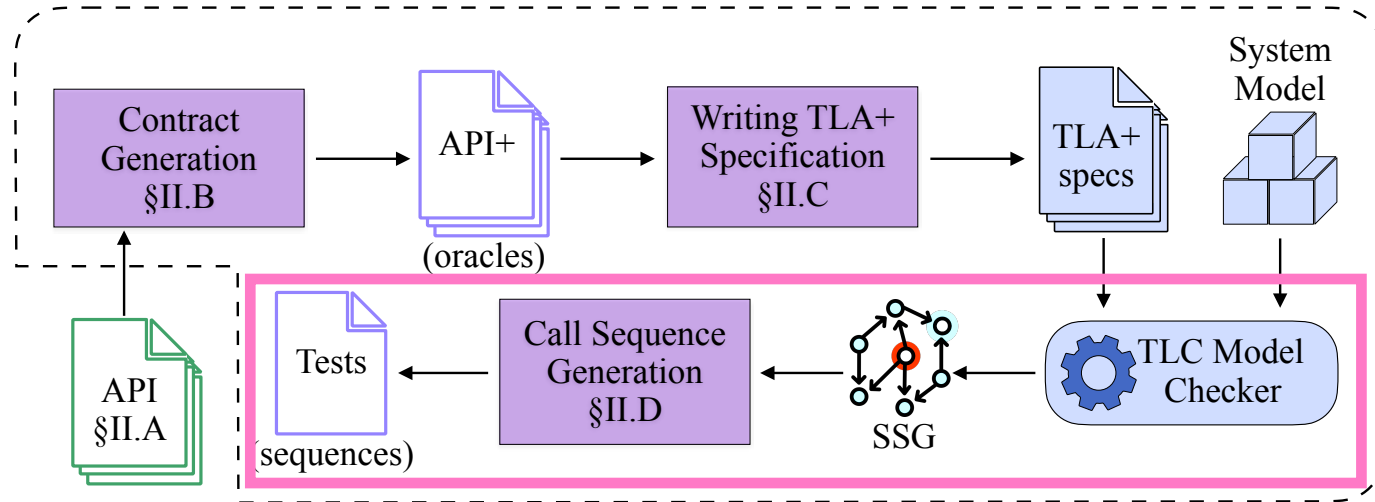 Contract
Generation
§II.B
API+
(oracles)
Writing TLA+
Specification
§II.C
TLA+
specs
System
Model
API
§II.A
Tests
(sequences)
Call Sequence
Generation
§II.D
SSG
TLC Model
Checker